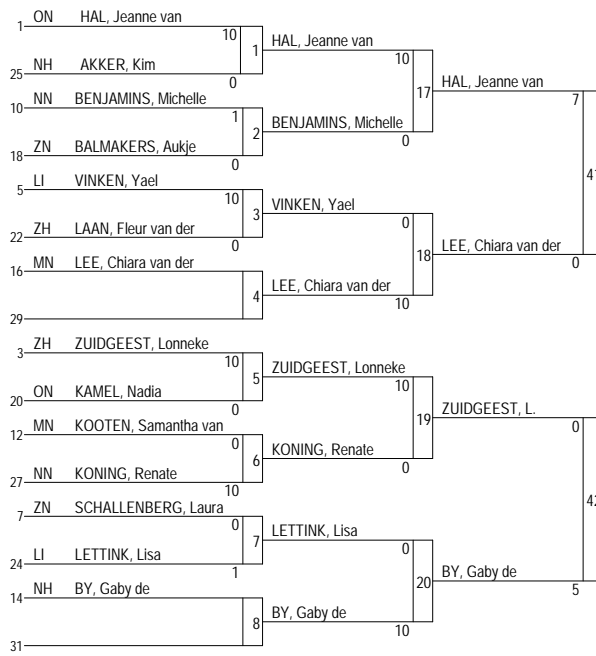 1 ON HAL, Jeanne van
10 1 HAL, Jeanne van
25 NH AKKER, Kim 10
0 17 HAL, Jeanne van
10 NN BENJAMINS, Michelle 7
1 2 BENJAMINS, Michelle
18 ZN BALMAKERS, Aukje 0
0 41
5 LI VINKEN, Yael
10 3 VINKEN, Yael
22 ZH LAAN, Fleur van der 0
0 18 LEE, Chiara van der
16 MN LEE, Chiara van der 0
4 LEE, Chiara van der
29 10
3 ZH ZUIDGEEST, Lonneke
10 5 ZUIDGEEST, Lonneke
20 ON KAMEL, Nadia 10
0 19 ZUIDGEEST, L.
12 MN KOOTEN, Samantha van 0
0 6 KONING, Renate
27 NN KONING, Renate 0
10 42
7 ZN SCHALLENBERG, Laura
0 7 LETTINK, Lisa
24 LI LETTINK, Lisa 0
1 20 BY, Gaby de
14 NH BY, Gaby de 5
8 BY, Gaby de
31 10